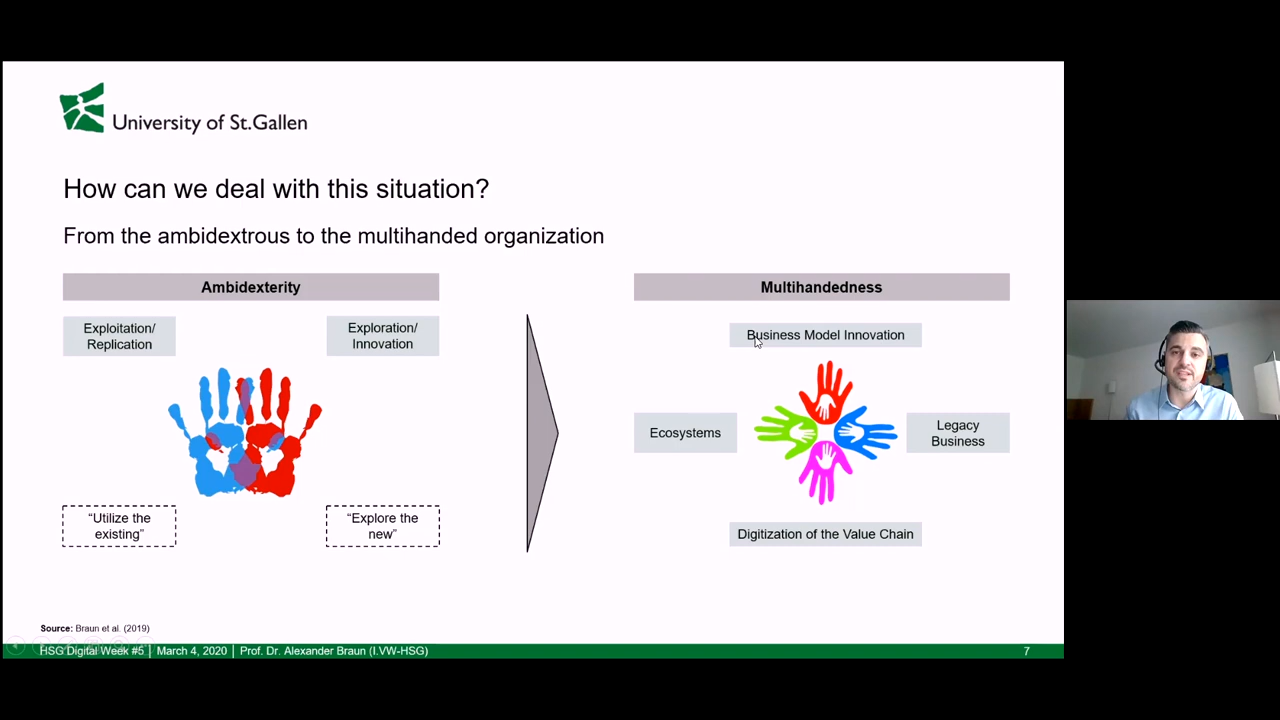 University of St.Gallen
How can we deal with this situation?
From the ambidextrous to the multihanded organization
Ambidexterity
Exploitation/
Replication
Exploration/
Innovation
“Utilize the
existing”
“Explore the
new”
Multihandedness
Business Model Innovation
Ecosystems
Legacy
Business
Digitization of the Value Chain
Source: Braun et al. (2019)
HSG Digital Week #5 | March 4, 2020 | Prof. Dr. Alexander Braun (I.VW-HSG)
7